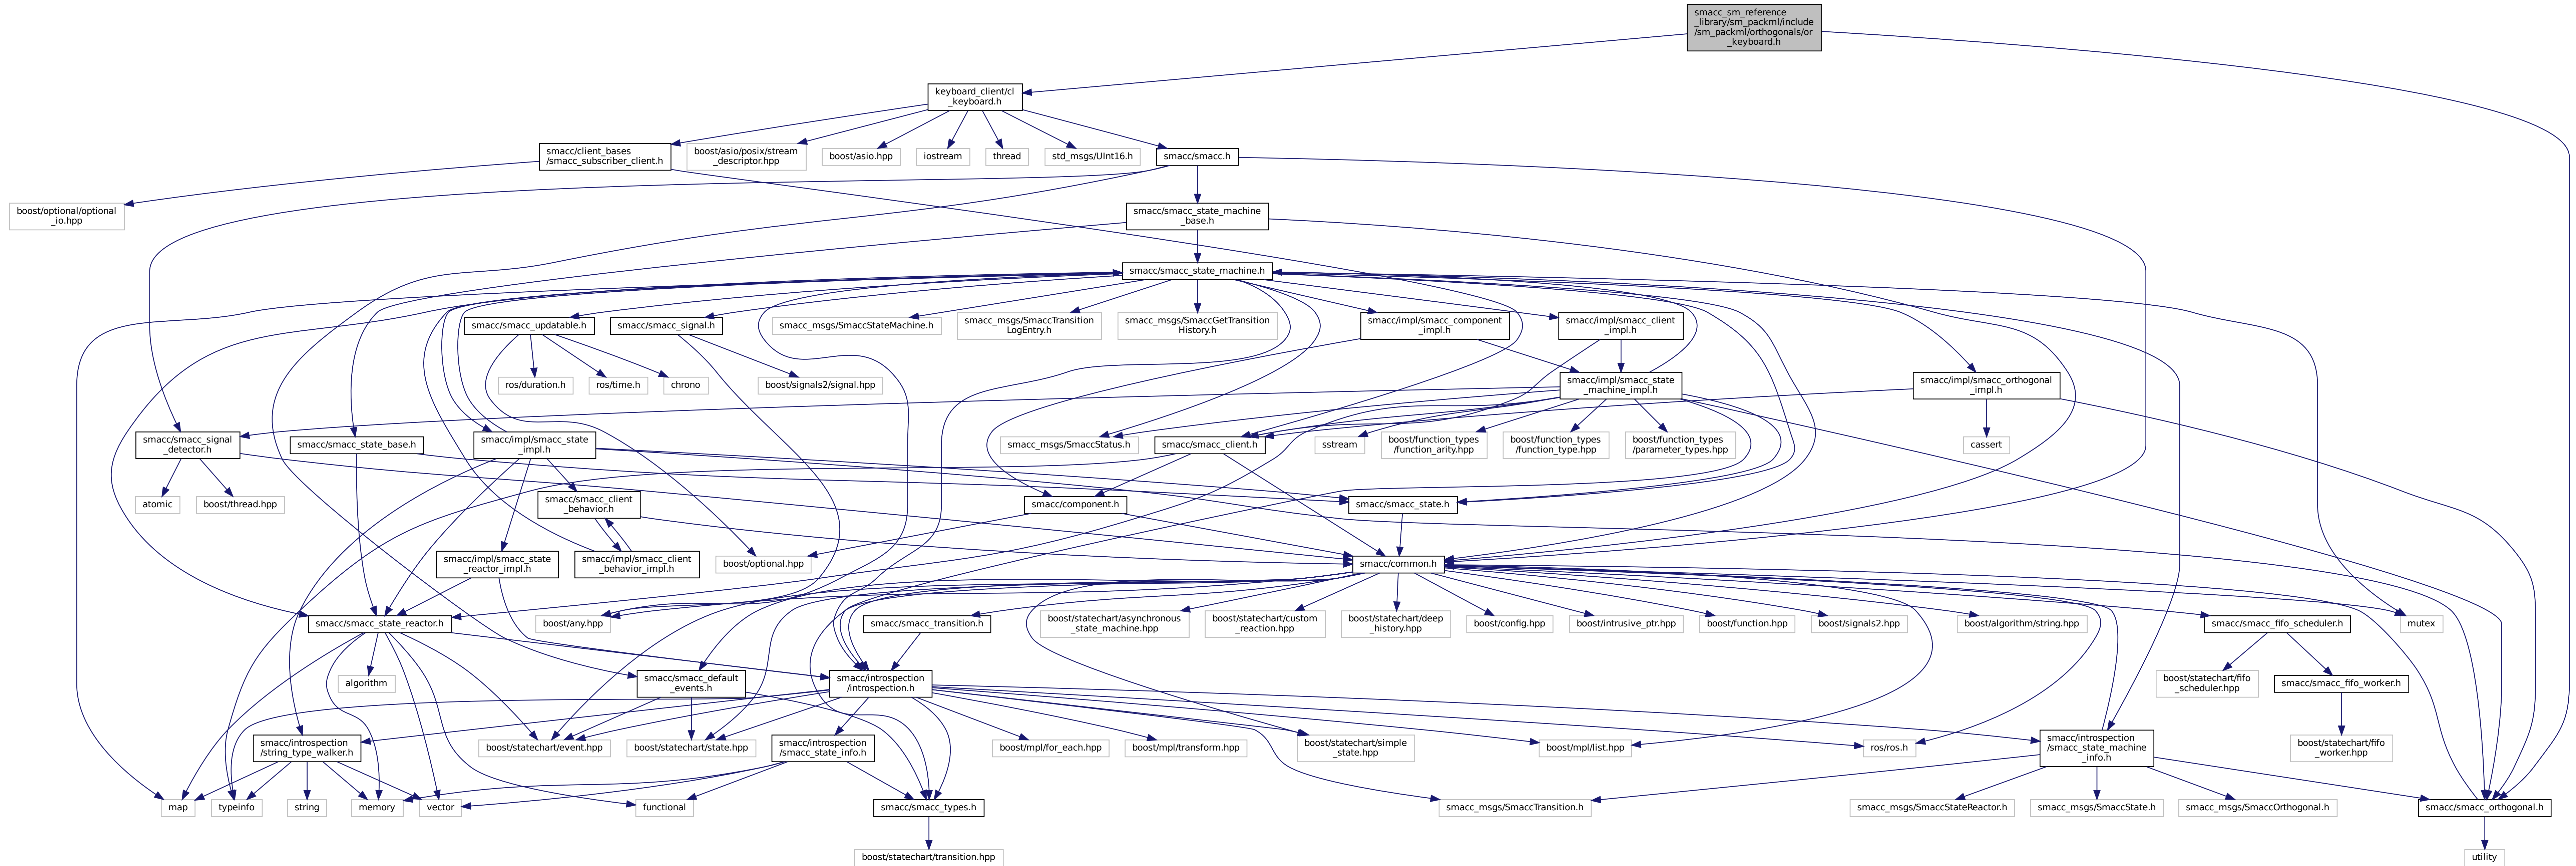 smacc_sm_reference
_library/sm_packml/include
/sm_packml/orthogonals/or
_keyboard.h
keyboard_client/cl
_keyboard.h
smacc/client_bases
/smacc_subscriber_client.h
boost/asio/posix/stream
_descriptor.hpp
boost/asio.hpp
iostream
thread
std_msgs/UInt16.h
smacc/smacc.h
boost/optional/optional
_io.hpp
smacc/smacc_state_machine
_base.h
smacc/smacc_state_machine.h
smacc/smacc_updatable.h
smacc/smacc_signal.h
smacc_msgs/SmaccStateMachine.h
smacc_msgs/SmaccTransition
LogEntry.h
smacc_msgs/SmaccGetTransition
History.h
smacc/impl/smacc_component
_impl.h
smacc/impl/smacc_client
_impl.h
ros/duration.h
ros/time.h
chrono
boost/signals2/signal.hpp
smacc/impl/smacc_state
_machine_impl.h
smacc/impl/smacc_orthogonal
_impl.h
smacc/smacc_signal
_detector.h
smacc/smacc_state_base.h
smacc/impl/smacc_state
_impl.h
smacc_msgs/SmaccStatus.h
smacc/smacc_client.h
sstream
boost/function_types
/function_arity.hpp
boost/function_types
/function_type.hpp
boost/function_types
/parameter_types.hpp
cassert
atomic
boost/thread.hpp
smacc/smacc_client
_behavior.h
smacc/component.h
smacc/smacc_state.h
smacc/impl/smacc_state
_reactor_impl.h
smacc/impl/smacc_client
_behavior_impl.h
boost/optional.hpp
smacc/common.h
smacc/smacc_state_reactor.h
boost/any.hpp
smacc/smacc_transition.h
boost/statechart/asynchronous
_state_machine.hpp
boost/statechart/custom
_reaction.hpp
boost/statechart/deep
_history.hpp
boost/config.hpp
boost/intrusive_ptr.hpp
boost/function.hpp
boost/signals2.hpp
boost/algorithm/string.hpp
smacc/smacc_fifo_scheduler.h
mutex
algorithm
smacc/smacc_default
_events.h
smacc/introspection
/introspection.h
boost/statechart/fifo
_scheduler.hpp
smacc/smacc_fifo_worker.h
smacc/introspection
/string_type_walker.h
boost/statechart/event.hpp
boost/statechart/state.hpp
smacc/introspection
/smacc_state_info.h
boost/mpl/for_each.hpp
boost/mpl/transform.hpp
boost/statechart/simple
_state.hpp
boost/mpl/list.hpp
ros/ros.h
smacc/introspection
/smacc_state_machine
_info.h
boost/statechart/fifo
_worker.hpp
map
typeinfo
string
memory
vector
functional
smacc/smacc_types.h
smacc_msgs/SmaccTransition.h
smacc_msgs/SmaccStateReactor.h
smacc_msgs/SmaccState.h
smacc_msgs/SmaccOrthogonal.h
smacc/smacc_orthogonal.h
boost/statechart/transition.hpp
utility